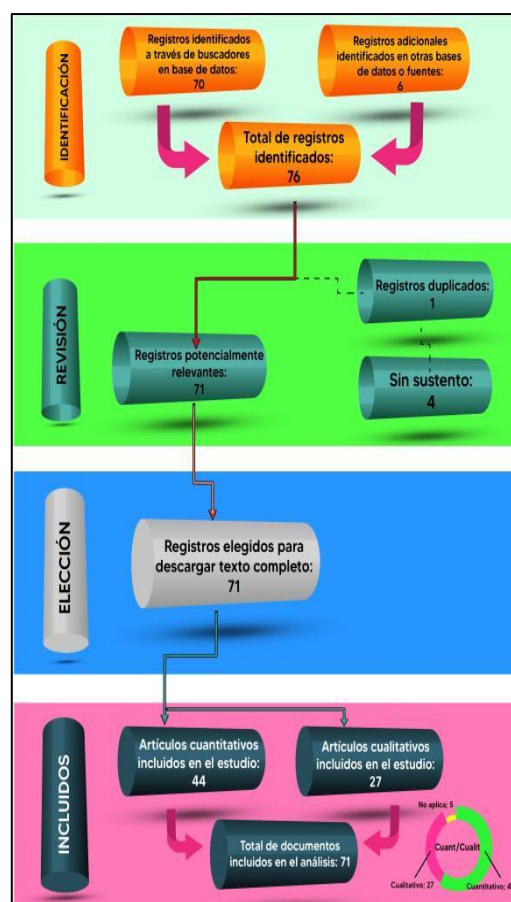 IDENTIFICACIÓN
Registros identificados
a través de buscadores
en base de datos:
70
Registros adicionales
identificados en otras bases
de datos o fuentes:
6
Total de registros
identificados:
76
REVISIÓN
Registros duplicados:
1
Registros potencialmente
relevantes:
71
Sin sustento:
4
ELECCIÓN
Registros elegidos para
descargar texto completo:
71
INCLUIDOS
Artículos cuantitativos
incluidos en el estudio:
44
Artículos cualitativos
incluidos en el estudio:
27
Total de documentos
incluidos en el análisis: 71
No aplica; 5
Cuant/Cualit
Cualitativo; 27
Cuantitativo; 4